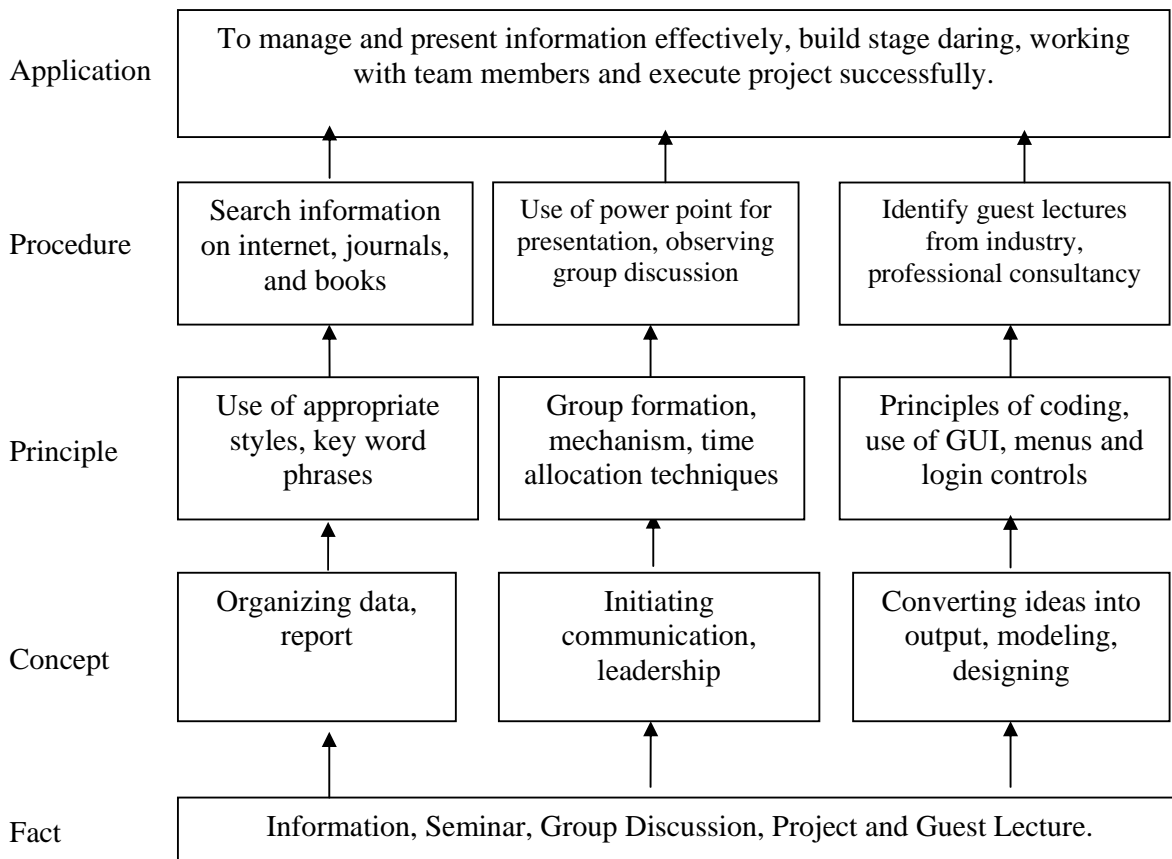 Application
To manage and present information effectively, build stage daring, working
with team members and execute project successfully.
Procedure
Search information
on internet, journals,
and books
Use of power point for
presentation, observing
group discussion
Identify guest lectures
from industry,
professional consultancy
Principle
Use of appropriate
styles, key word
phrases
Group formation,
mechanism, time
allocation techniques
Principles of coding,
use of GUI, menus and
login controls
Concept
Organizing data,
report
Initiating
communication,
leadership
Converting ideas into
output, modeling,
designing
Fact
Information, Seminar, Group Discussion, Project and Guest Lecture.